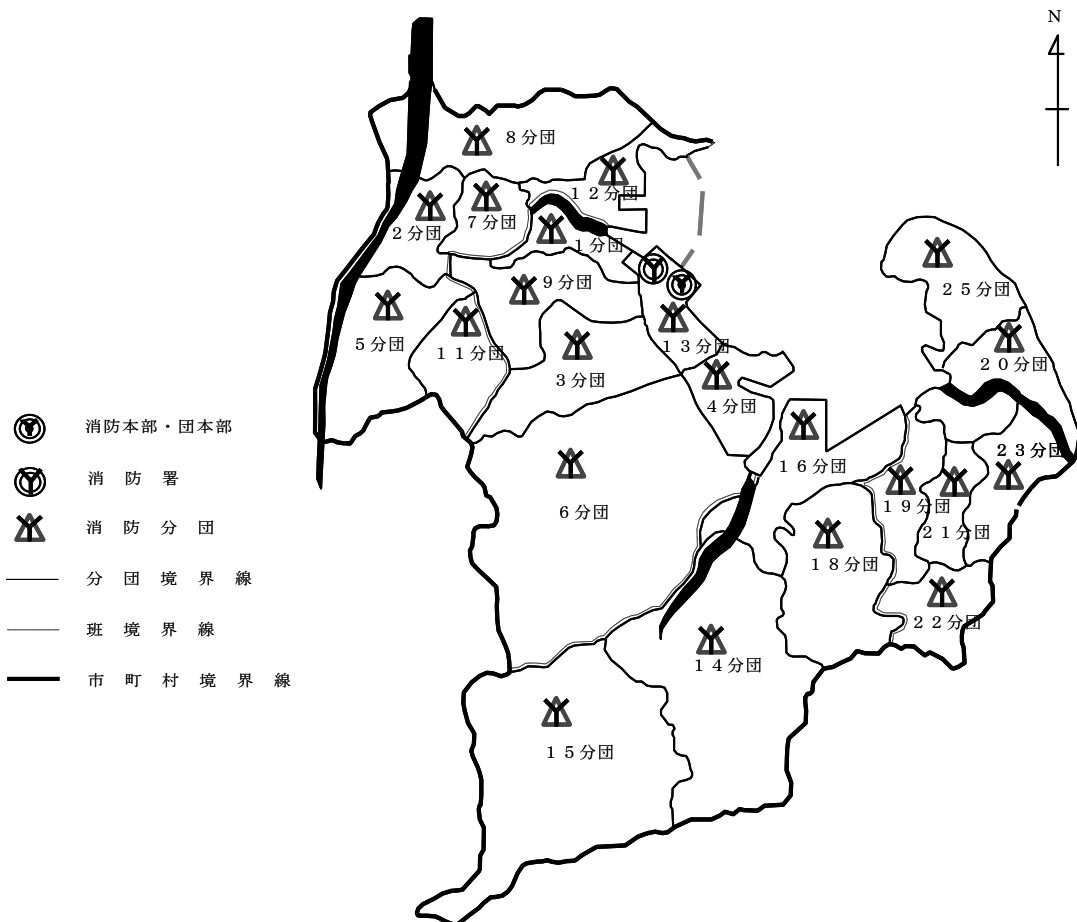 N
8分団
12分団
2分団
7分団
1分団
9分団
25分団
5分団
11分団
13分団
20分団
3分団
4分団
消防本部・団本部
23分団
16分団
消防署
19分団
6分団
消防分団
21分団
18分団
分団境界線
22分団
班境界線
14分団
市町村境界線
15分団